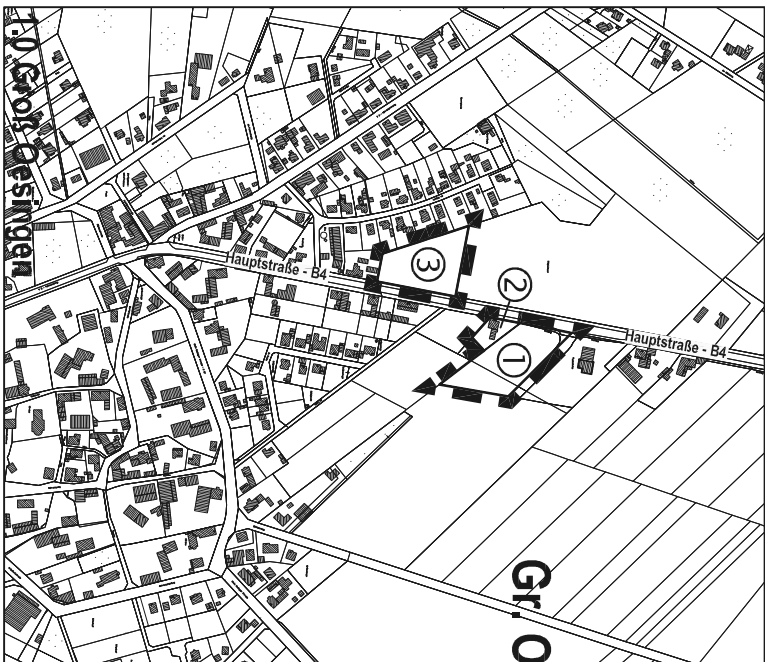 1.0 Groß Oesingen
Hauptstraße - B4
3
2
1
Hauptstraße - B4
Gr. O